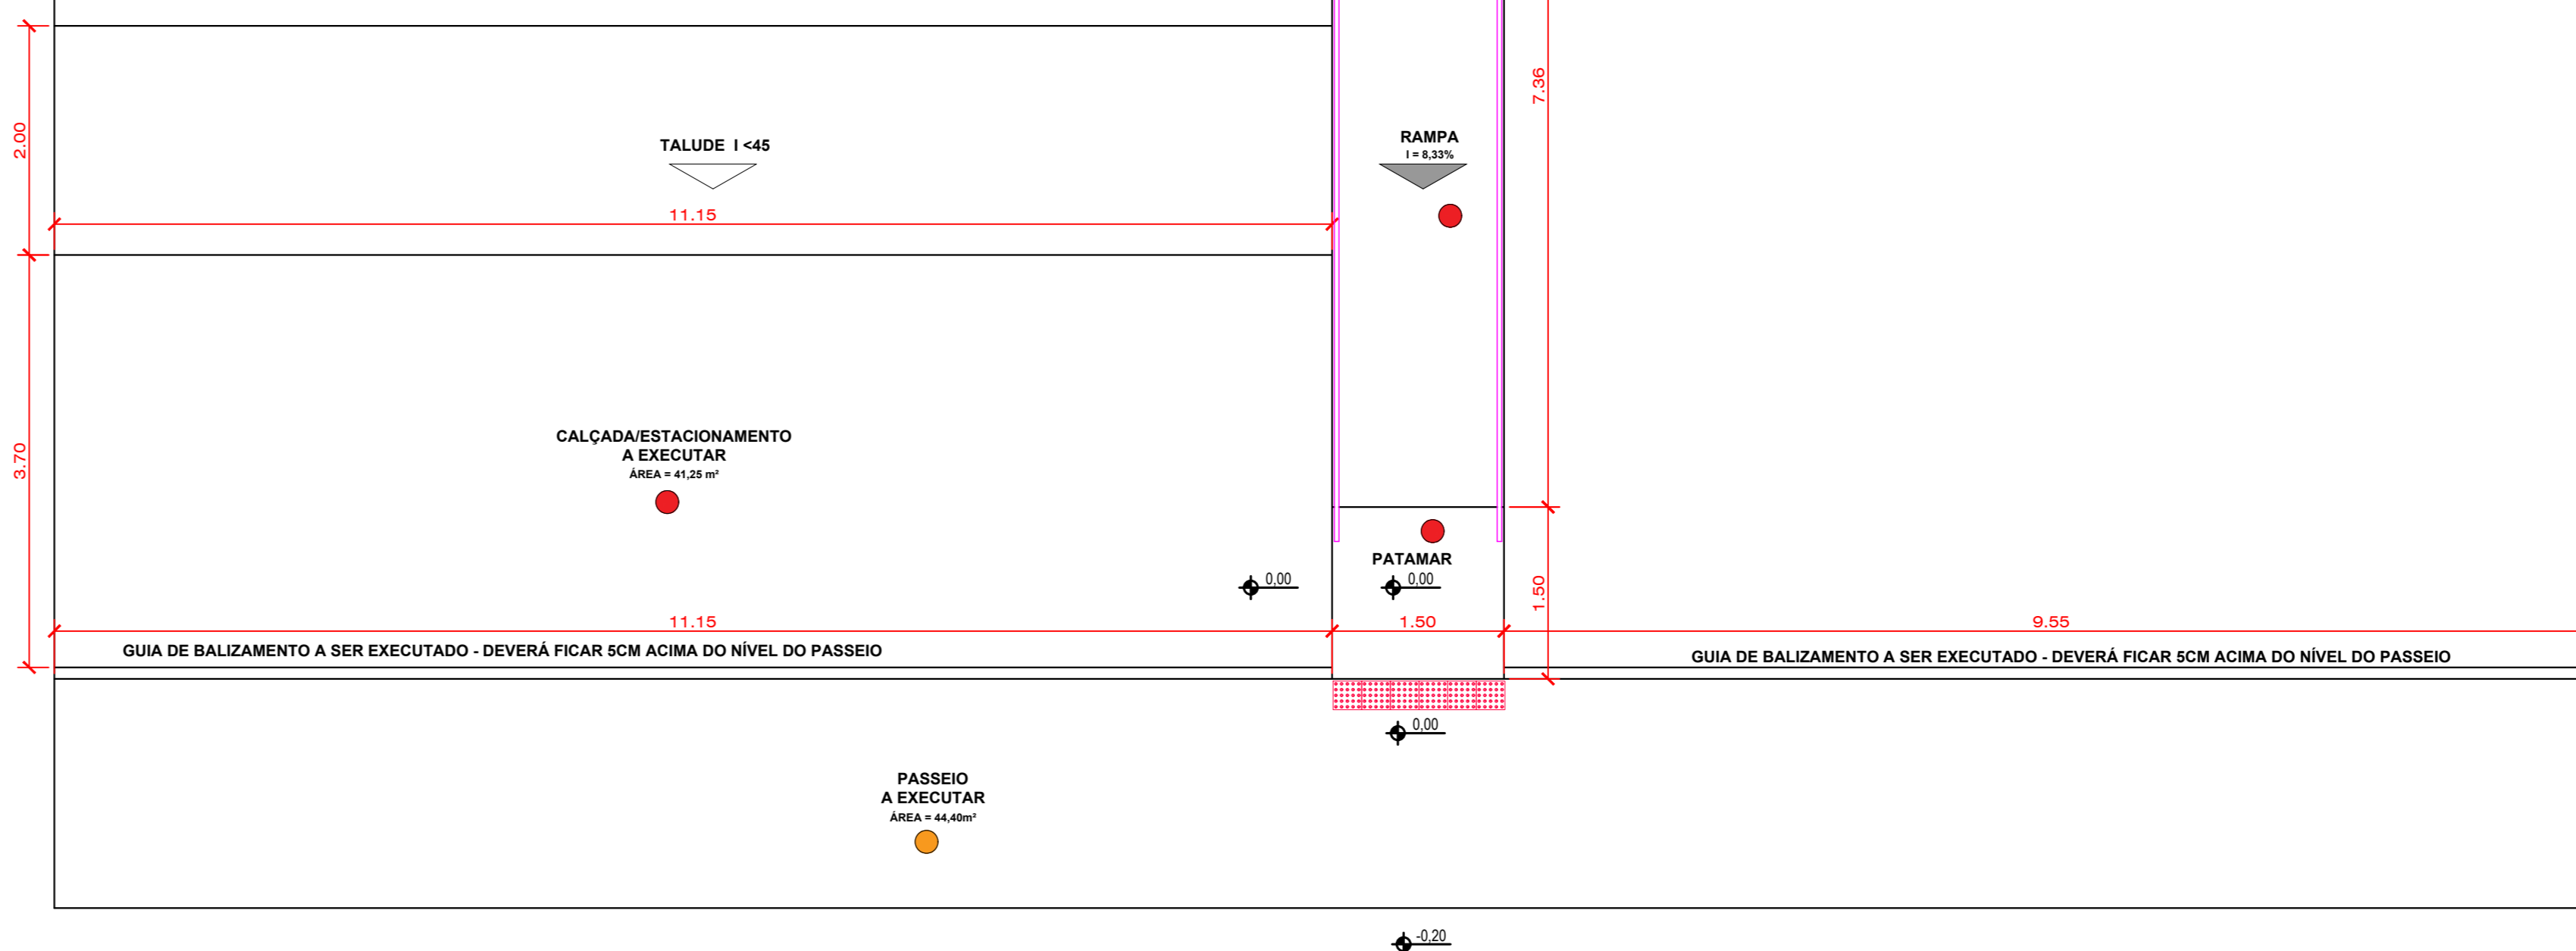 7.36
2.00
TALUDE I <45
RAMPA
I = 8,33%
11.15
3.70
CALÇADA/ESTACIONAMENTO
A EXECUTAR
ÁREA = 41,25 m²
PATAMAR
0,00
0,00
1.50
11.15
1.50
9.55
GUIA DE BALIZAMENTO A SER EXECUTADO - DEVERÁ FICAR 5CM ACIMA DO NÍVEL DO PASSEIO
GUIA DE BALIZAMENTO A SER EXECUTADO - DEVERÁ FICAR 5CM ACIMA DO NÍVEL DO PASSEIO
0,00
PASSEIO
A EXECUTAR
ÁREA = 44,40m²
-0,20